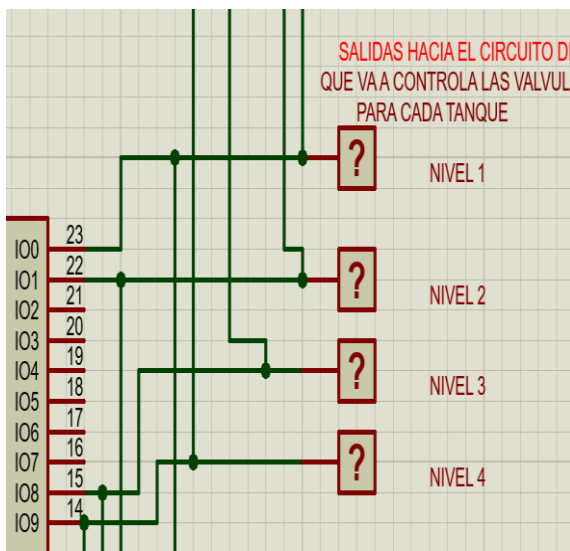 SALIDAS HACIA EL CIRCUITO
QUE VA A CONTROLA LAS
PARA CADA TANQUE
?
NIVEL 1
IO0 23
IO1 22
?
NIVEL 2
IO2 21
IO3 20
IO4 19
?
NIVEL 3
IO5 18
IO6 17
IO7 16
?
NIVEL 4
IO8 15
IO9 14